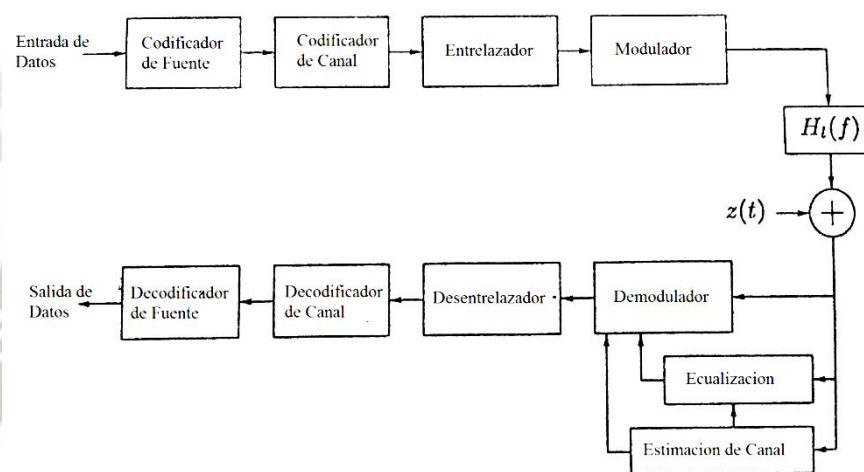 Entrada de
Datos
Codificador
de Fuente
Codificador
de Canal
Entrelazador
Modulador
H_l(f)
z(t)
+
Salida de
Datos
Decodificador
de Fuente
Decodificador
de Canal
Desentrelazador
Demodulador
Ecualizacion
Estimacion de Canal